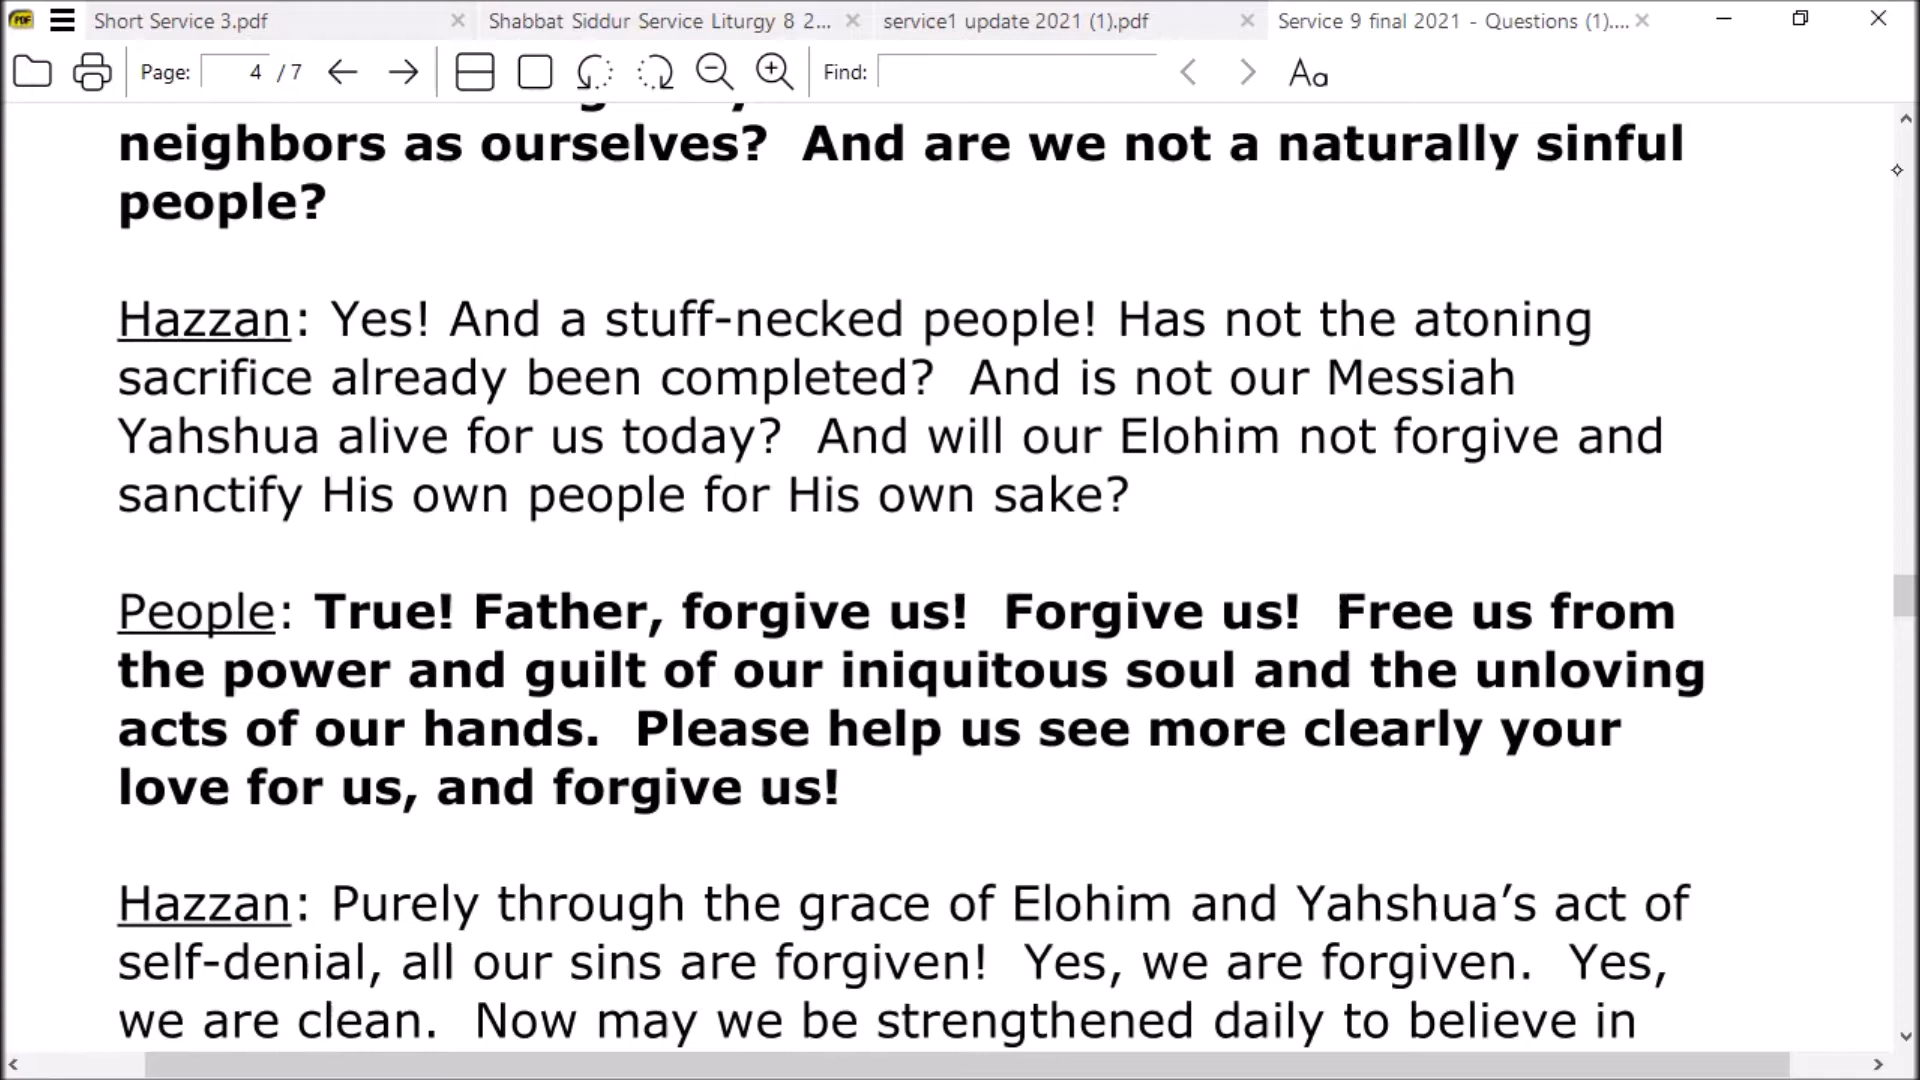 Short Service 3.pdf
Shabbat Siddur Service Liturgy 8 2...
service1 update 2021 (1).pdf
Service 9 final 2021 - Questions (1)....
Page: 4 / 7
Find:
Aa
neighbors as ourselves?  And are we not a naturally sinful
people?
Hazzan: Yes! And a stuff-necked people! Has not the atoning
sacrifice already been completed?  And is not our Messiah
Yahshua alive for us today?  And will our Elohim not forgive and
sanctify His own people for His own sake?
People: True! Father, forgive us!  Forgive us!  Free us from
the power and guilt of our iniquitous soul and the unloving
acts of our hands.  Please help us see more clearly your
love for us, and forgive us!
Hazzan: Purely through the grace of Elohim and Yahshua’s act of
self-denial, all our sins are forgiven!  Yes, we are forgiven.  Yes,
we are clean.  Now may we be strengthened daily to believe in